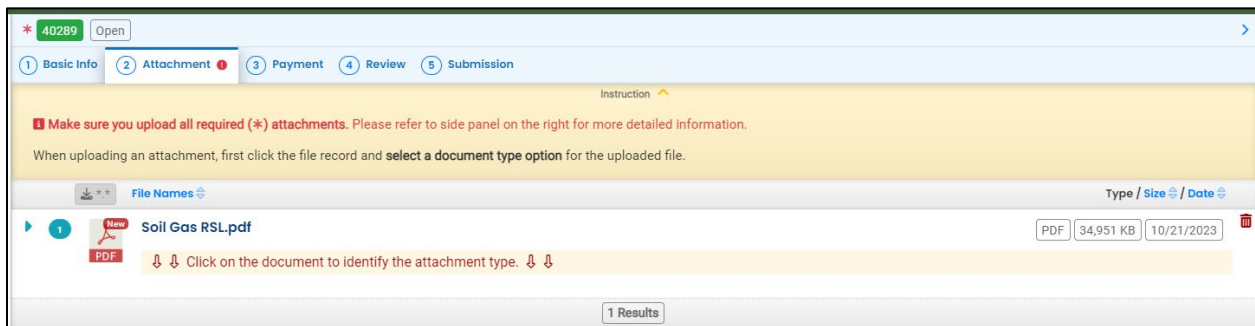 * 40289 Open
1 Basic Info 2 Attachment 3 Payment 4 Review 5 Submission
Instruction
Make sure you upload all required (*) attachments. Please refer to side panel on the right for more detailed information.
When uploading an attachment, first click the file record and select a document type option for the uploaded file.
*.* File Names Type / Size / Date
1 New PDF Soil Gas RSL.pdf PDF 34,951 KB 10/21/2023
⇩ ⇩ Click on the document to identify the attachment type. ⇩ ⇩
1 Results